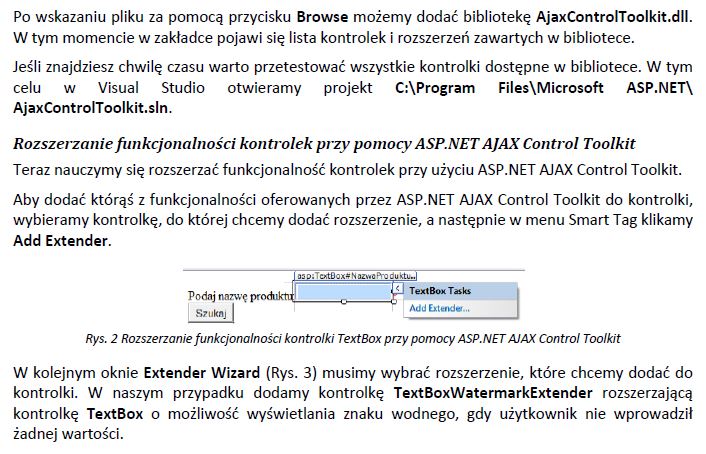 Po wskazaniu pliku za pomocą przycisku Browse możemy dodać bibliotekę AjaxControlToolkit.dll.
W tym momencie w zakładce pojawi się lista kontrolek i rozszerzeń zawartych w bibliotece.
Jeśli znajdziesz chwilę czasu warto przetestować wszystkie kontrolki dostępne w bibliotece. W tym
celu w Visual Studio otwieramy projekt C:\Program Files\Microsoft ASP.NET\
AjaxControlToolkit.sln.
Rozszerzanie funkcjonalności kontrolek przy pomocy ASP.NET AJAX Control Toolkit
Teraz nauczymy się rozszerzać funkcjonalność kontrolek przy użyciu ASP.NET AJAX Control Toolkit.
Aby dodać którąś z funkcjonalności oferowanych przez ASP.NET AJAX Control Toolkit do kontrolki,
wybieramy kontrolkę, do której chcemy dodać rozszerzenie, a następnie w menu Smart Tag klikamy
Add Extender.
asp:TextBox#NazwaProduktu..
Podaj nazwę produktu
TextBox Tasks
Add Extender...
Szukaj
Rys. 2 Rozszerzanie funkcjonalności kontrolki TextBox przy pomocy ASP.NET AJAX Control Toolkit
W kolejnym oknie Extender Wizard (Rys. 3) musimy wybrać rozszerzenie, które chcemy dodać do
kontrolki. W naszym przypadku dodamy kontrolkę TextBoxWatermarkExtender rozszerzającą
kontrolkę TextBox o możliwość wyświetlania znaku wodnego, gdy użytkownik nie wprowadził
żadnej wartości.